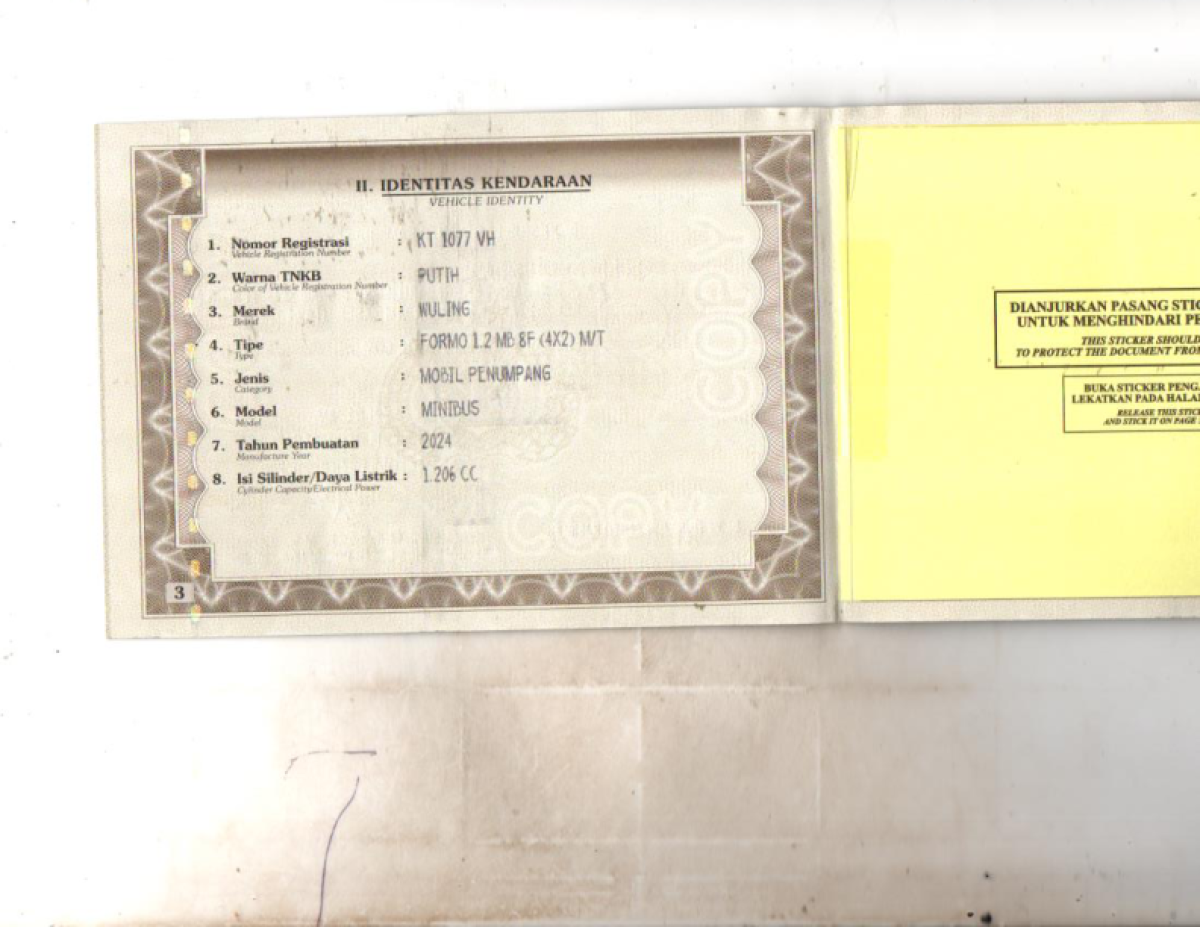 II. IDENTITAS KENDARAAN
VEHICLE IDENTITY
1. Nomor Registrasi : KT 1077 VH
Vehicle Registration Number
2. Warna TNKB : PUTIH
Color of Vehicle Registration Number
3. Merek : WULING
Brand
4. Tipe : FORMO 1.2 MB 8F (4X2) M/T
Type
5. Jenis : MOBIL PENUMPANG
Category
6. Model : MINIBUS
Model
7. Tahun Pembuatan : 2024
Manufacture Year
8. Isi Silinder/Daya Listrik : 1.206 CC
Cylinder Capacity/Electrical Power
COPY
COPY
3
DIANJURKAN PASANG STIC
UNTUK MENGHINDARI PE
THIS STICKER SHOULD
TO PROTECT THE DOCUMENT FROM
BUKA STICKER PENGA
LEKATKAN PADA HALA
RELEASE THIS STIC
AND STICK IT ON PAGE